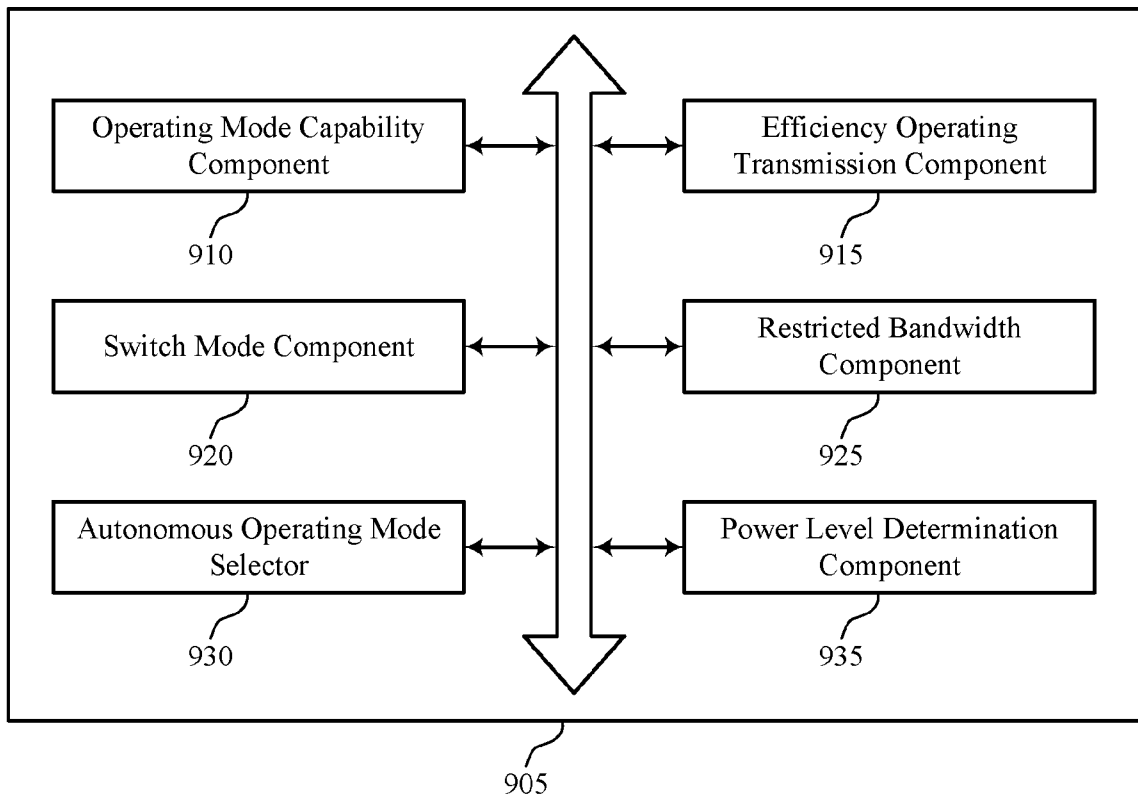 Operating Mode Capability
Component
910
Efficiency Operating
Transmission Component
915
Switch Mode Component
920
Restricted Bandwidth
Component
925
Autonomous Operating Mode
Selector
930
Power Level Determination
Component
935
905